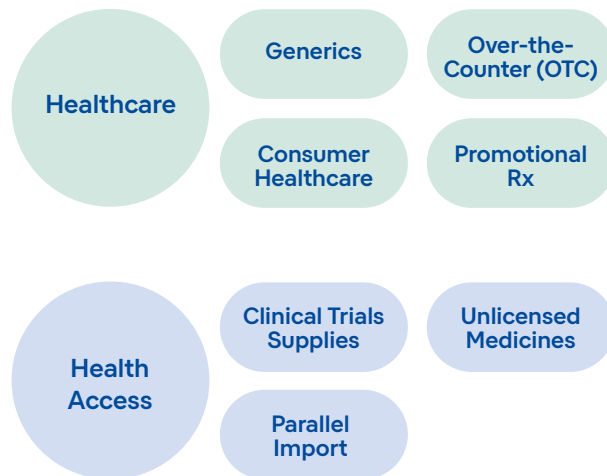 Healthcare
Generics
Over-the-
Counter (OTC)
Consumer
Healthcare
Promotional
Rx
Health
Access
Clinical Trials
Supplies
Unlicensed
Medicines
Parallel
Import